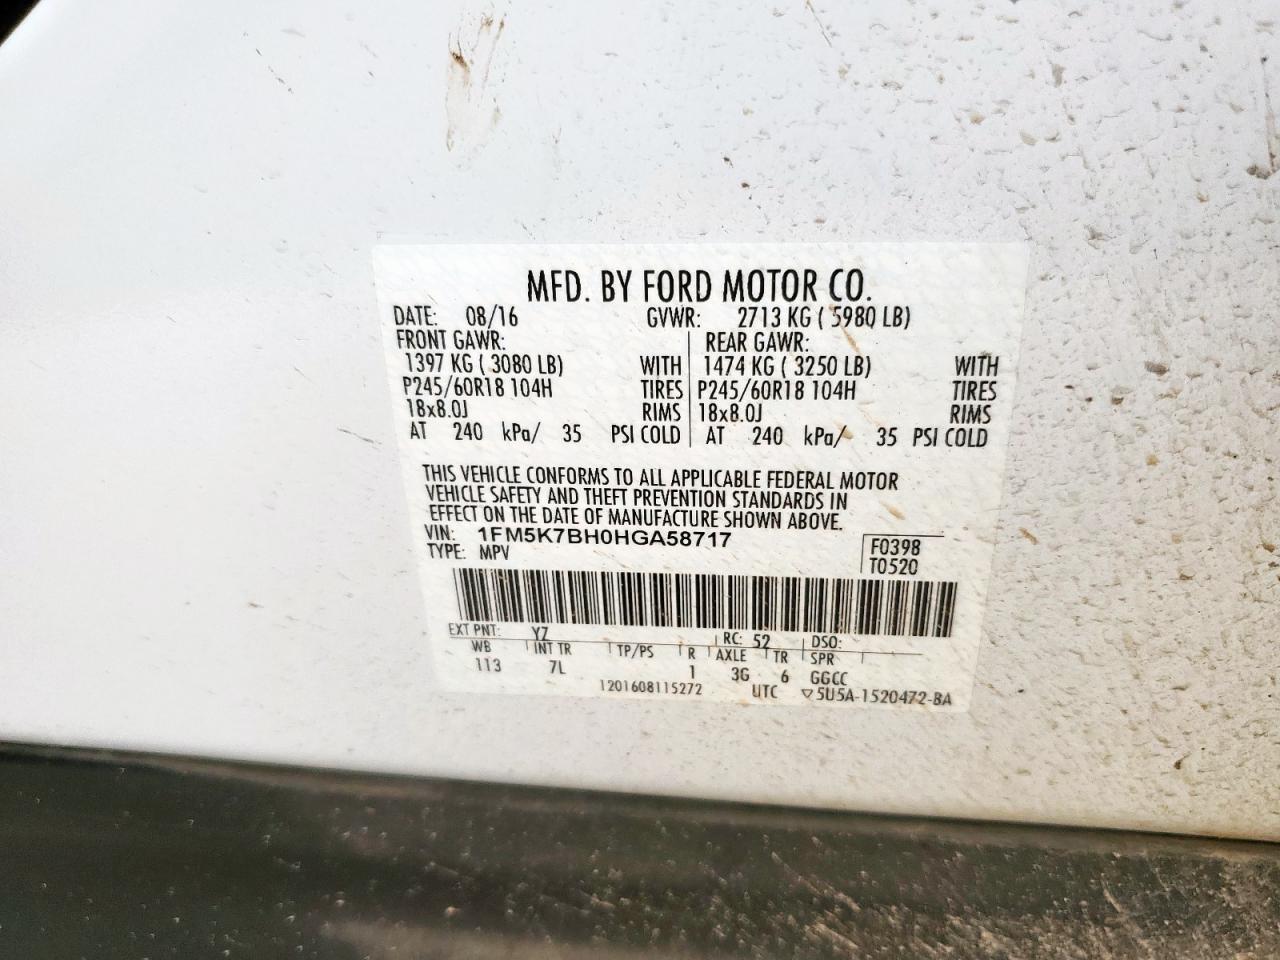 MFD. BY FORD MOTOR CO.
DATE: 08/16 GVWR: 2713 KG ( 5980 LB)
FRONT GAWR: REAR GAWR:
1397 KG ( 3080 LB) WITH 1474 KG ( 3250 LB) WITH
P245/60R18 104H TIRES P245/60R18 104H TIRES
18x8.0J RIMS 18x8.0J RIMS
AT 240 kPa/ 35 PSI COLD AT 240 kPa/ 35 PSI COLD
THIS VEHICLE CONFORMS TO ALL APPLICABLE FEDERAL MOTOR
VEHICLE SAFETY AND THEFT PREVENTION STANDARDS IN
EFFECT ON THE DATE OF MANUFACTURE SHOWN ABOVE.
VIN: 1FM5K7BH0HGA58717 F0398
TYPE: MPV T0520
EXT PNT: YZ RC: 52 DSO:
WB INT TR TP/PS R AXLE TR SPR
113 7L 1 3G 6 GGCC
1201608115272 UTC ▽5U5A-1520472-BA